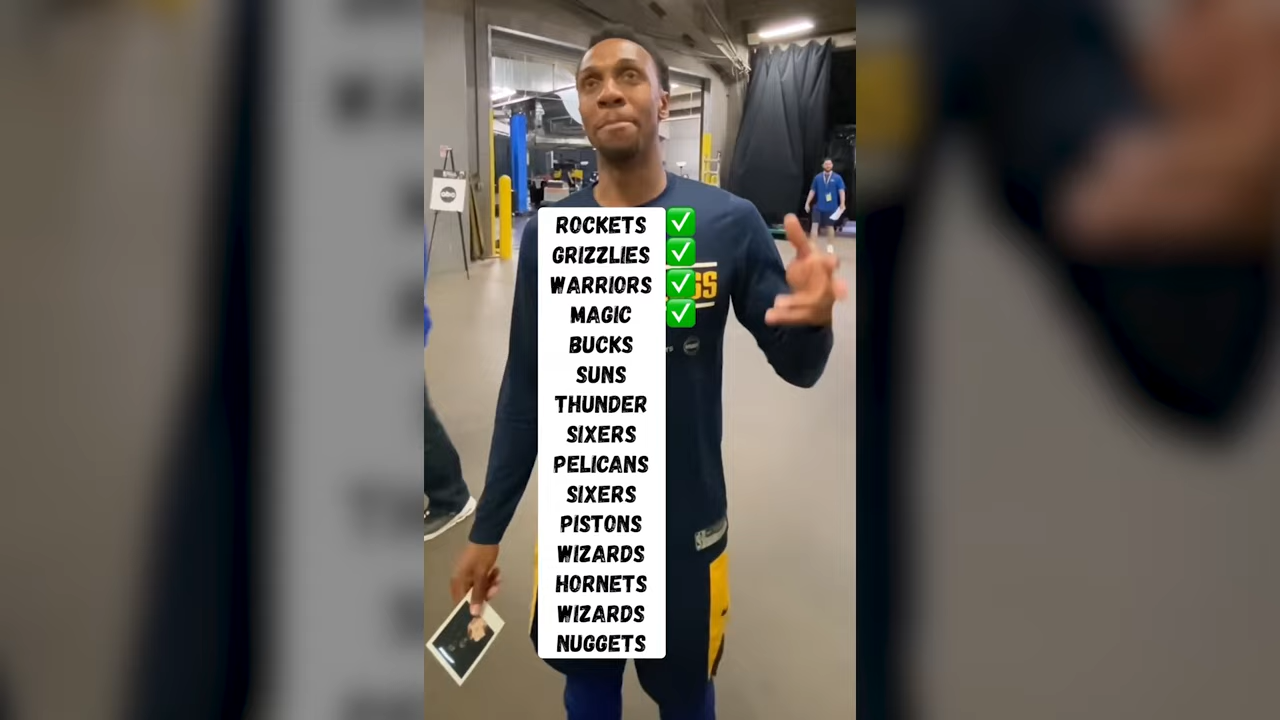 ROCKETS
GRIZZLIES
WARRIORS
MAGIC
BUCKS
SUNS
THUNDER
SIXERS
PELICANS
SIXERS
PISTONS
WIZARDS
HORNETS
WIZARDS
NUGGETS